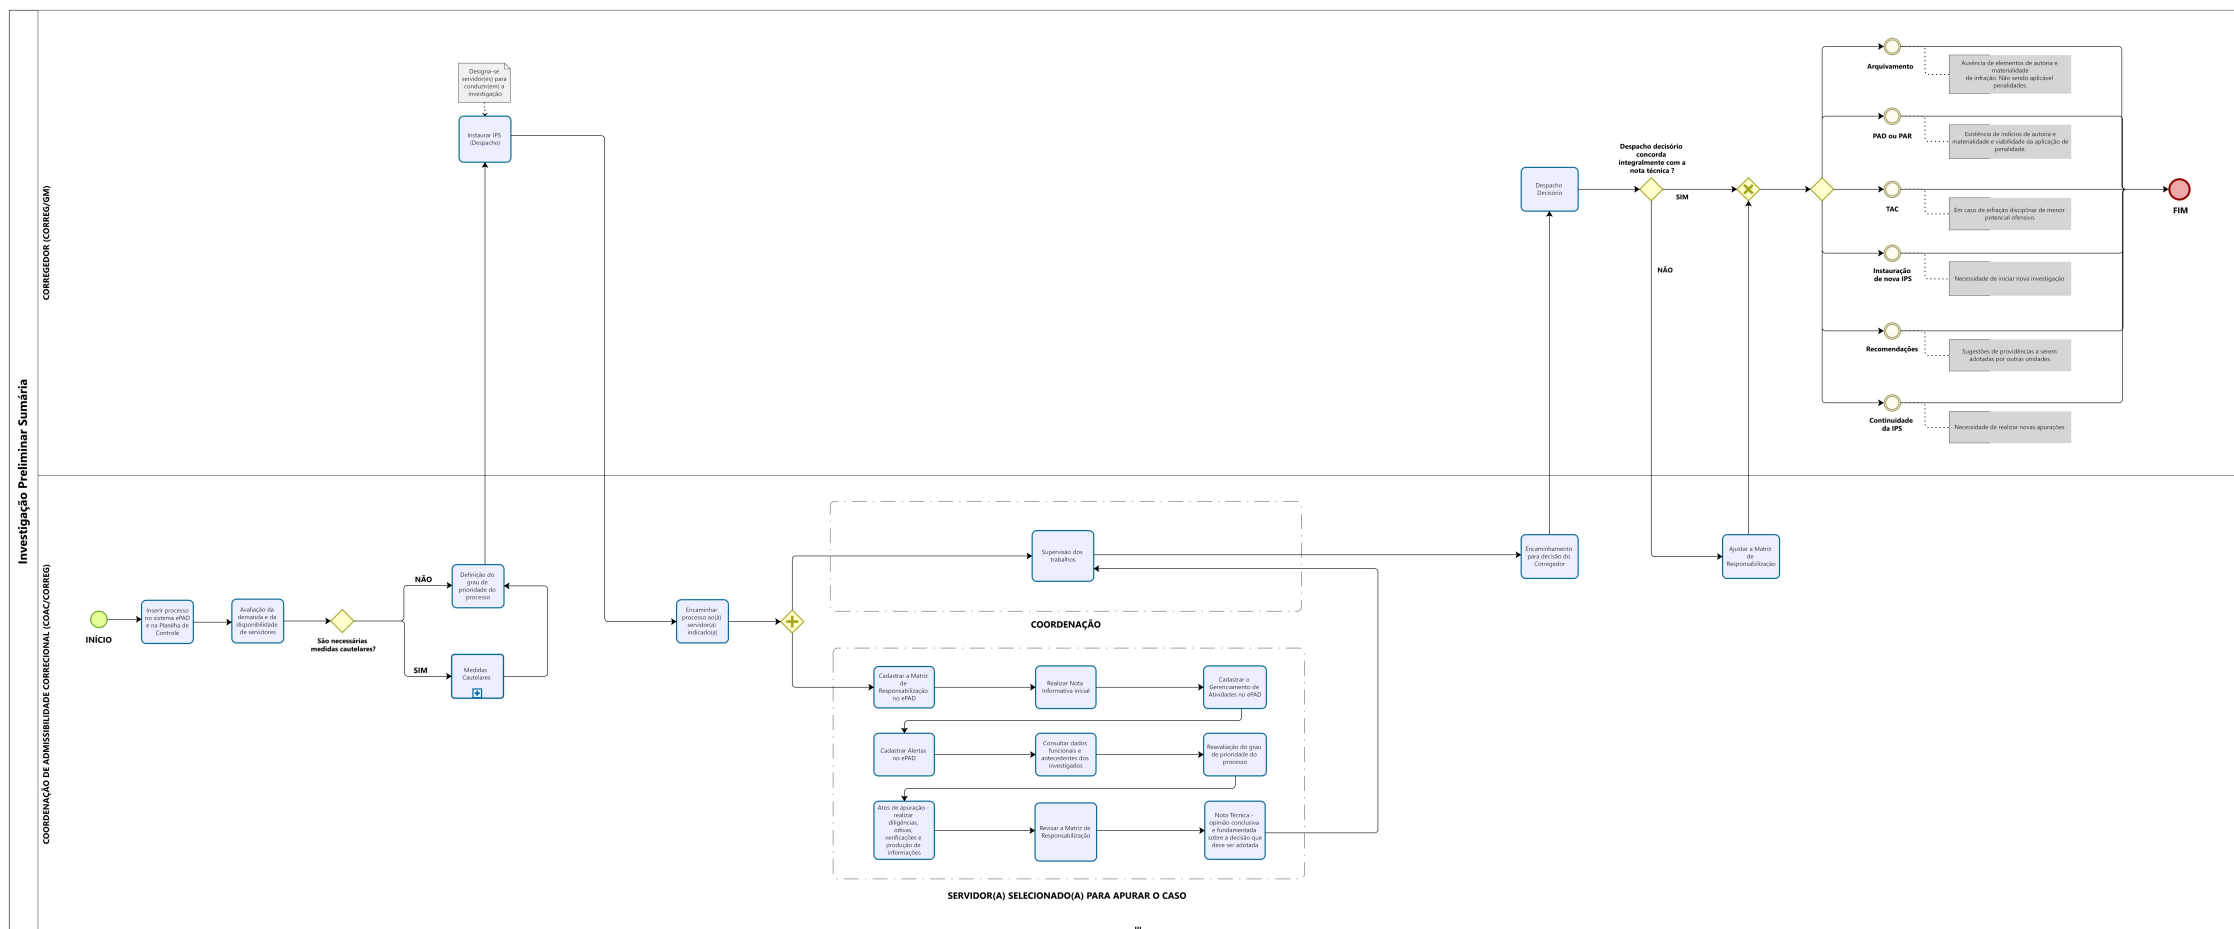 Investigação Preliminar Sumária
CORREGEDOR (CORREG/GM)
Designa-se
servidor(es) para
conduzir(em) a
investigação
Instaurar IPS
(Despacho)
Despacho
Decisório
Despacho decisório
concorda
integralmente com a
nota técnica ?
SIM
NÃO
Arquivamento
Ausência de elementos de autoria e
materialidade
de infração. Não sendo aplicável
penalidades.
PAD ou PAR
Existência de indícios de autoria e
materialidade e viabilidade da aplicação de
penalidade.
TAC
Em caso de infração disciplinar de menor
potencial ofensivo.
Instauração
de nova IPS
Necessidade de iniciar nova investigação
Recomendações
Sugestões de providências a serem
adotadas por outras unidades.
Continuidade
da IPS
Necessidade de realizar novas apurações
FIM
COORDENAÇÃO DE ADMISSIBILIDADE CORRECIONAL (COAC/CORREG)
INÍCIO
Inserir processo
no sistema ePAD
e na Planilha de
Controle
Avaliação da
demanda e da
disponibilidade
de servidores
São necessárias
medidas cautelares?
NÃO
SIM
Definição do
grau de
prioridade do
processo
Medidas
Cautelares
Encaminhar
processo ao(à)
servidor(a)
indicado(a)
Supervisão dos
trabalhos
COORDENAÇÃO
Cadastrar a Matriz
de
Responsabilização
no ePAD
Realizar Nota
Informativa inicial
Cadastrar o
Gerenciamento de
Atividades no ePAD
Cadastrar Alertas
no ePAD
Consultar dados
funcionais e
antecedentes dos
investigados
Reavaliação do grau
de prioridade do
processo
Atos de apuração -
realizar
diligências,
oitivas,
verificações e
produção de
informações
Revisar a Matriz de
Responsabilização
Nota Técnica -
opinião conclusiva
e fundamentada
sobre a decisão que
deve ser adotada
SERVIDOR(A) SELECIONADO(A) PARA APURAR O CASO
Encaminhamento
para decisão do
Corregedor
Ajustar a Matriz
de
Responsabilização